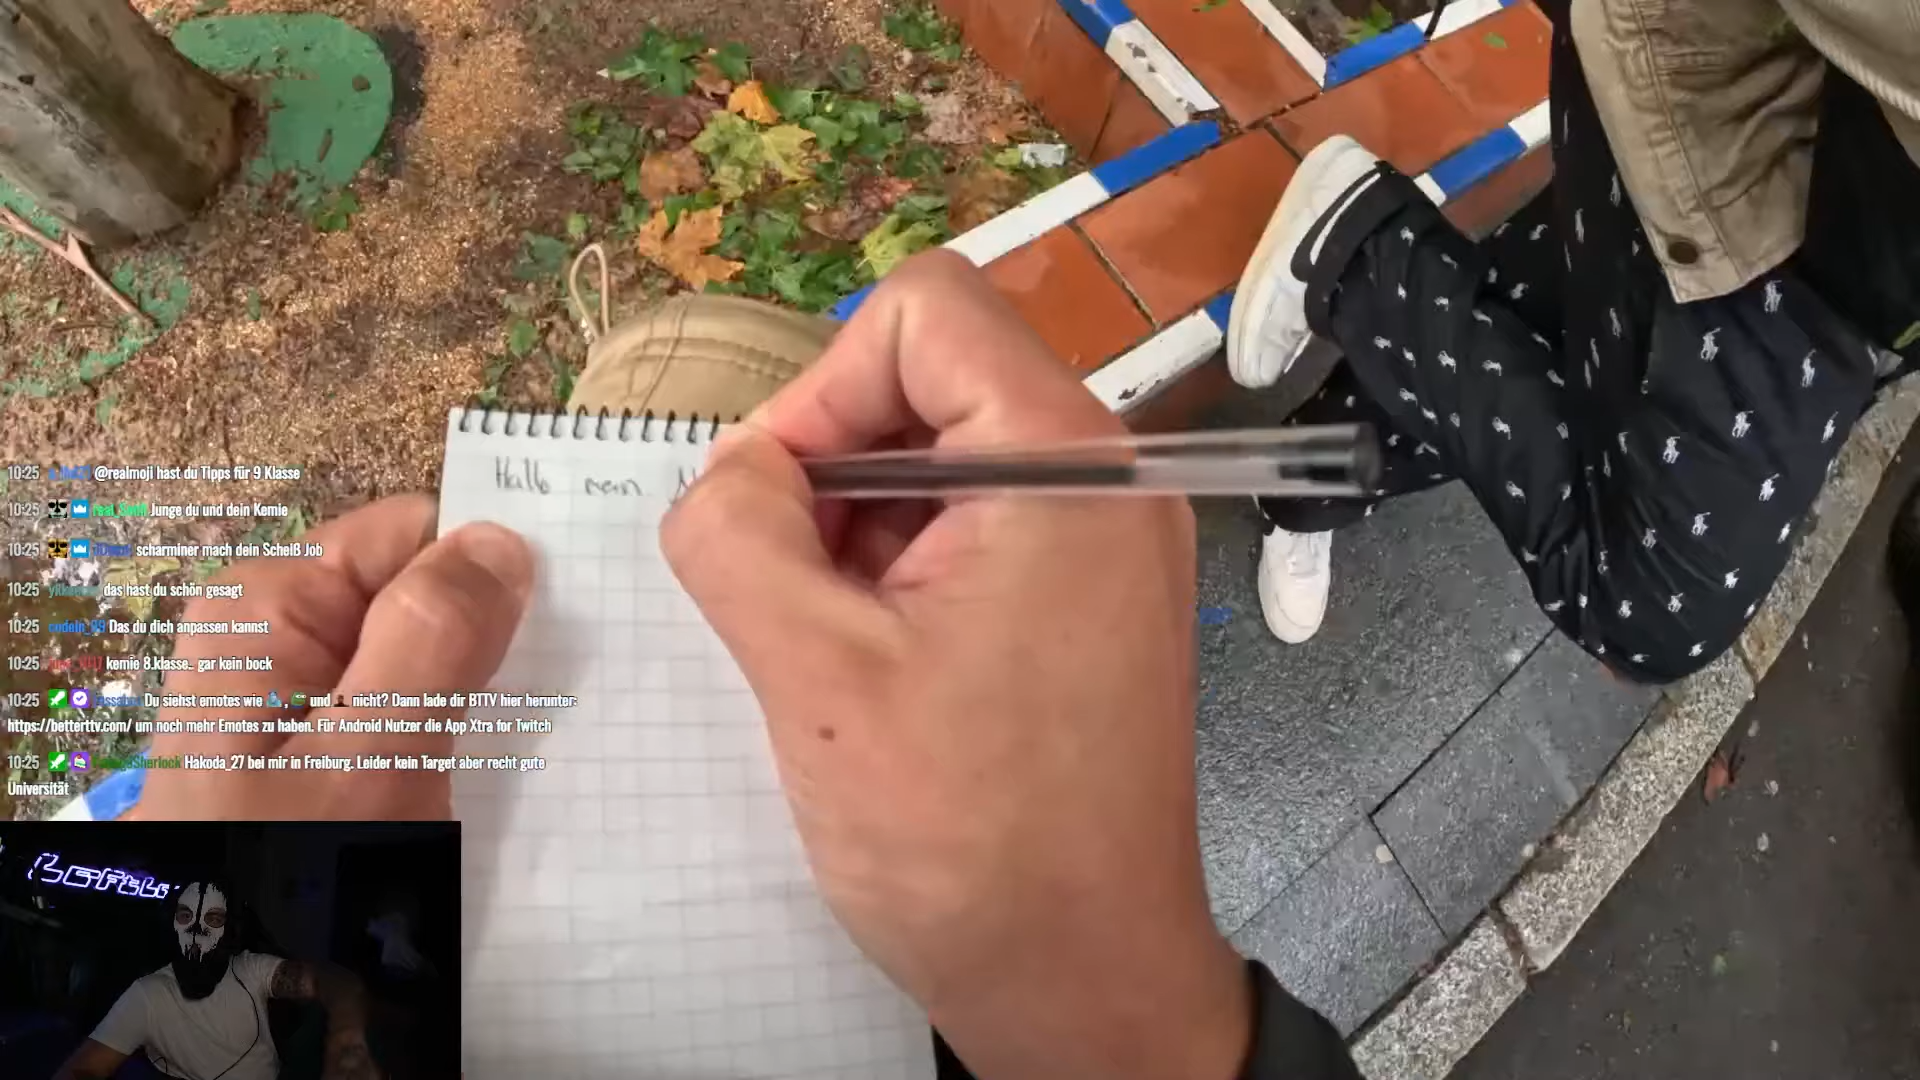 Hallo mein
10:25 @realmoji hast du Tipps für 9 Klasse
10:25 Junge du und dein Kemie
10:25 scharminer mach dein Scheiß Job
10:25 das hast du schön gesagt
10:25 Das du dich anpassen kannst
10:25 kemie 8.klasse.. gar kein bock
10:25 Du siehst emotes wie , und nicht? Dann lade dir BTTV hier herunter:
https://betterttv.com/ um noch mehr Emotes zu haben. Für Android Nutzer die App Xtra for Twitch
10:25 Hakoda_27 bei mir in Freiburg. Leider kein Target aber recht gute
Universität